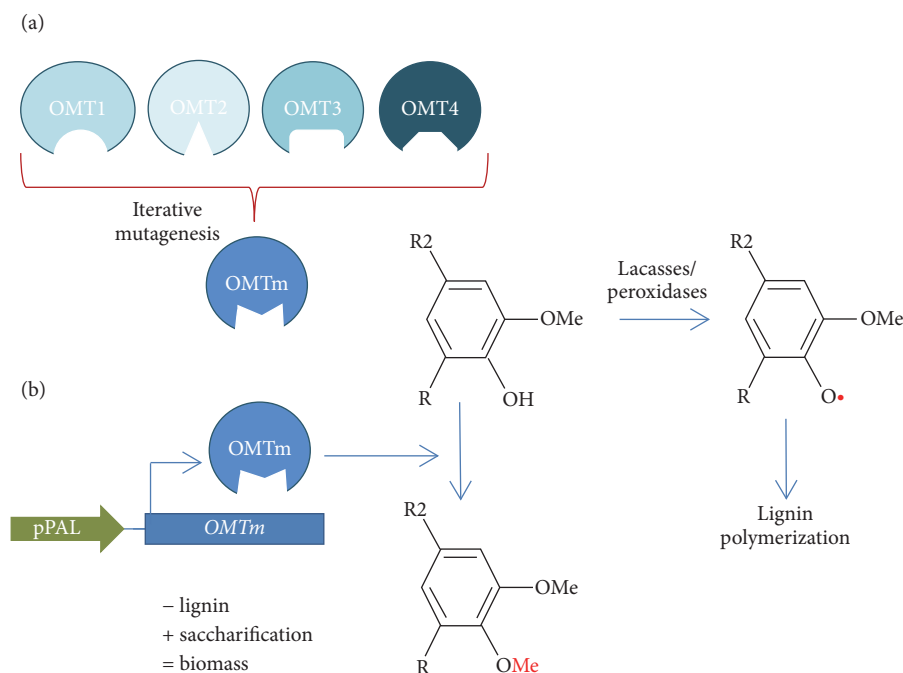 (a)
OMT1
OMT2
OMT3
OMT4
Iterative
mutagenesis
OMTm
R2
OMe
R
OH
Lacasses/
peroxidases
R2
OMe
R
O•
(b)
OMTm
pPAL
OMTm
R2
OMe
R
OMe
Lignin
polymerization
− lignin
+ saccharification
= biomass